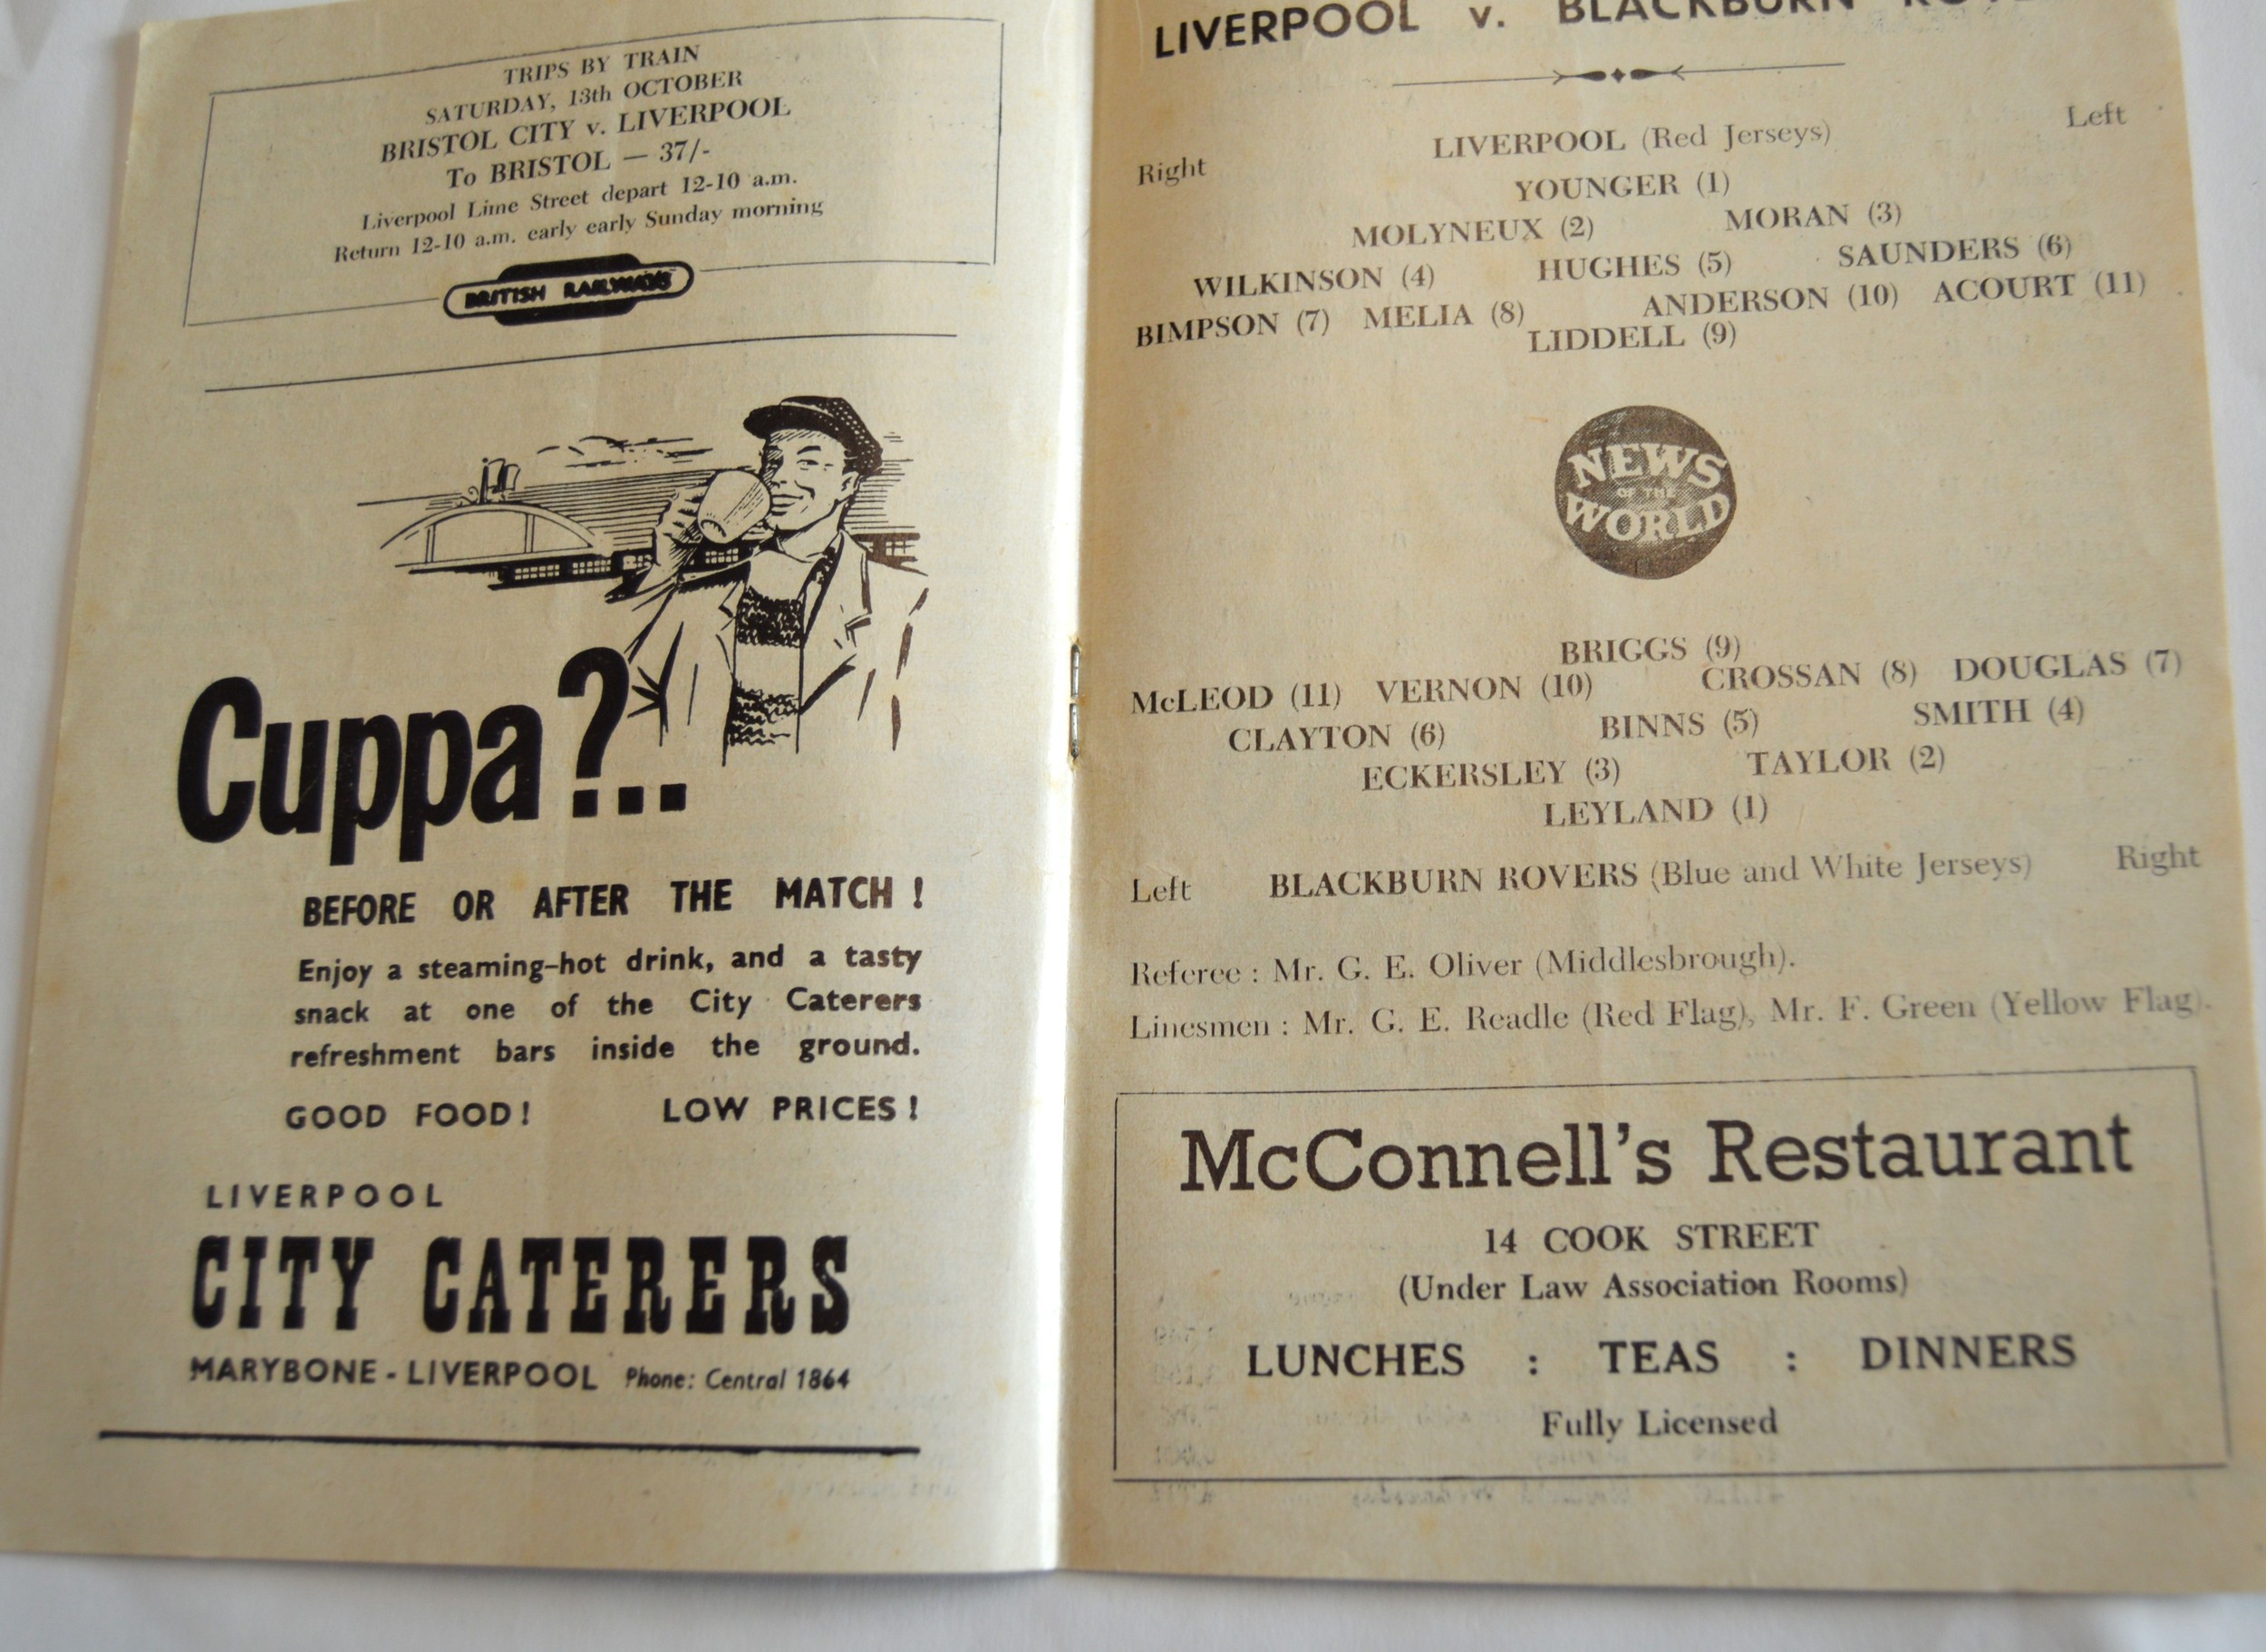 TRIPS BY TRAIN
SATURDAY, 13th OCTOBER
BRISTOL CITY v. LIVERPOOL
To BRISTOL — 37/-
Liverpool Lime Street depart 12-10 a.m.
Return 12-10 a.m. early early Sunday morning
BRITISH RAILWAYS
Cuppa?..
BEFORE OR AFTER THE MATCH !
Enjoy a steaming-hot drink, and a tasty
snack at one of the City Caterers
refreshment bars inside the ground.
GOOD FOOD! LOW PRICES!
LIVERPOOL
CITY CATERERS
MARYBONE - LIVERPOOL Phone: Central 1864
LIVERPOOL v. BLACKBURN
Left
LIVERPOOL (Red Jerseys)
Right
YOUNGER (1)
MOLYNEUX (2) MORAN (3)
WILKINSON (4) HUGHES (5) SAUNDERS (6)
BIMPSON (7) MELIA (8) ANDERSON (10) ACOURT (11)
LIDDELL (9)
NEWS
OF THE
WORLD
BRIGGS (9)
McLEOD (11) VERNON (10) CROSSAN (8) DOUGLAS (7)
CLAYTON (6) BINNS (5) SMITH (4)
ECKERSLEY (3) TAYLOR (2)
LEYLAND (1)
Left BLACKBURN ROVERS (Blue and White Jerseys) Right
Referee : Mr. G. E. Oliver (Middlesbrough).
Linesmen : Mr. G. E. Readle (Red Flag), Mr. F. Green (Yellow Flag).
McConnell's Restaurant
14 COOK STREET
(Under Law Association Rooms)
LUNCHES : TEAS : DINNERS
Fully Licensed